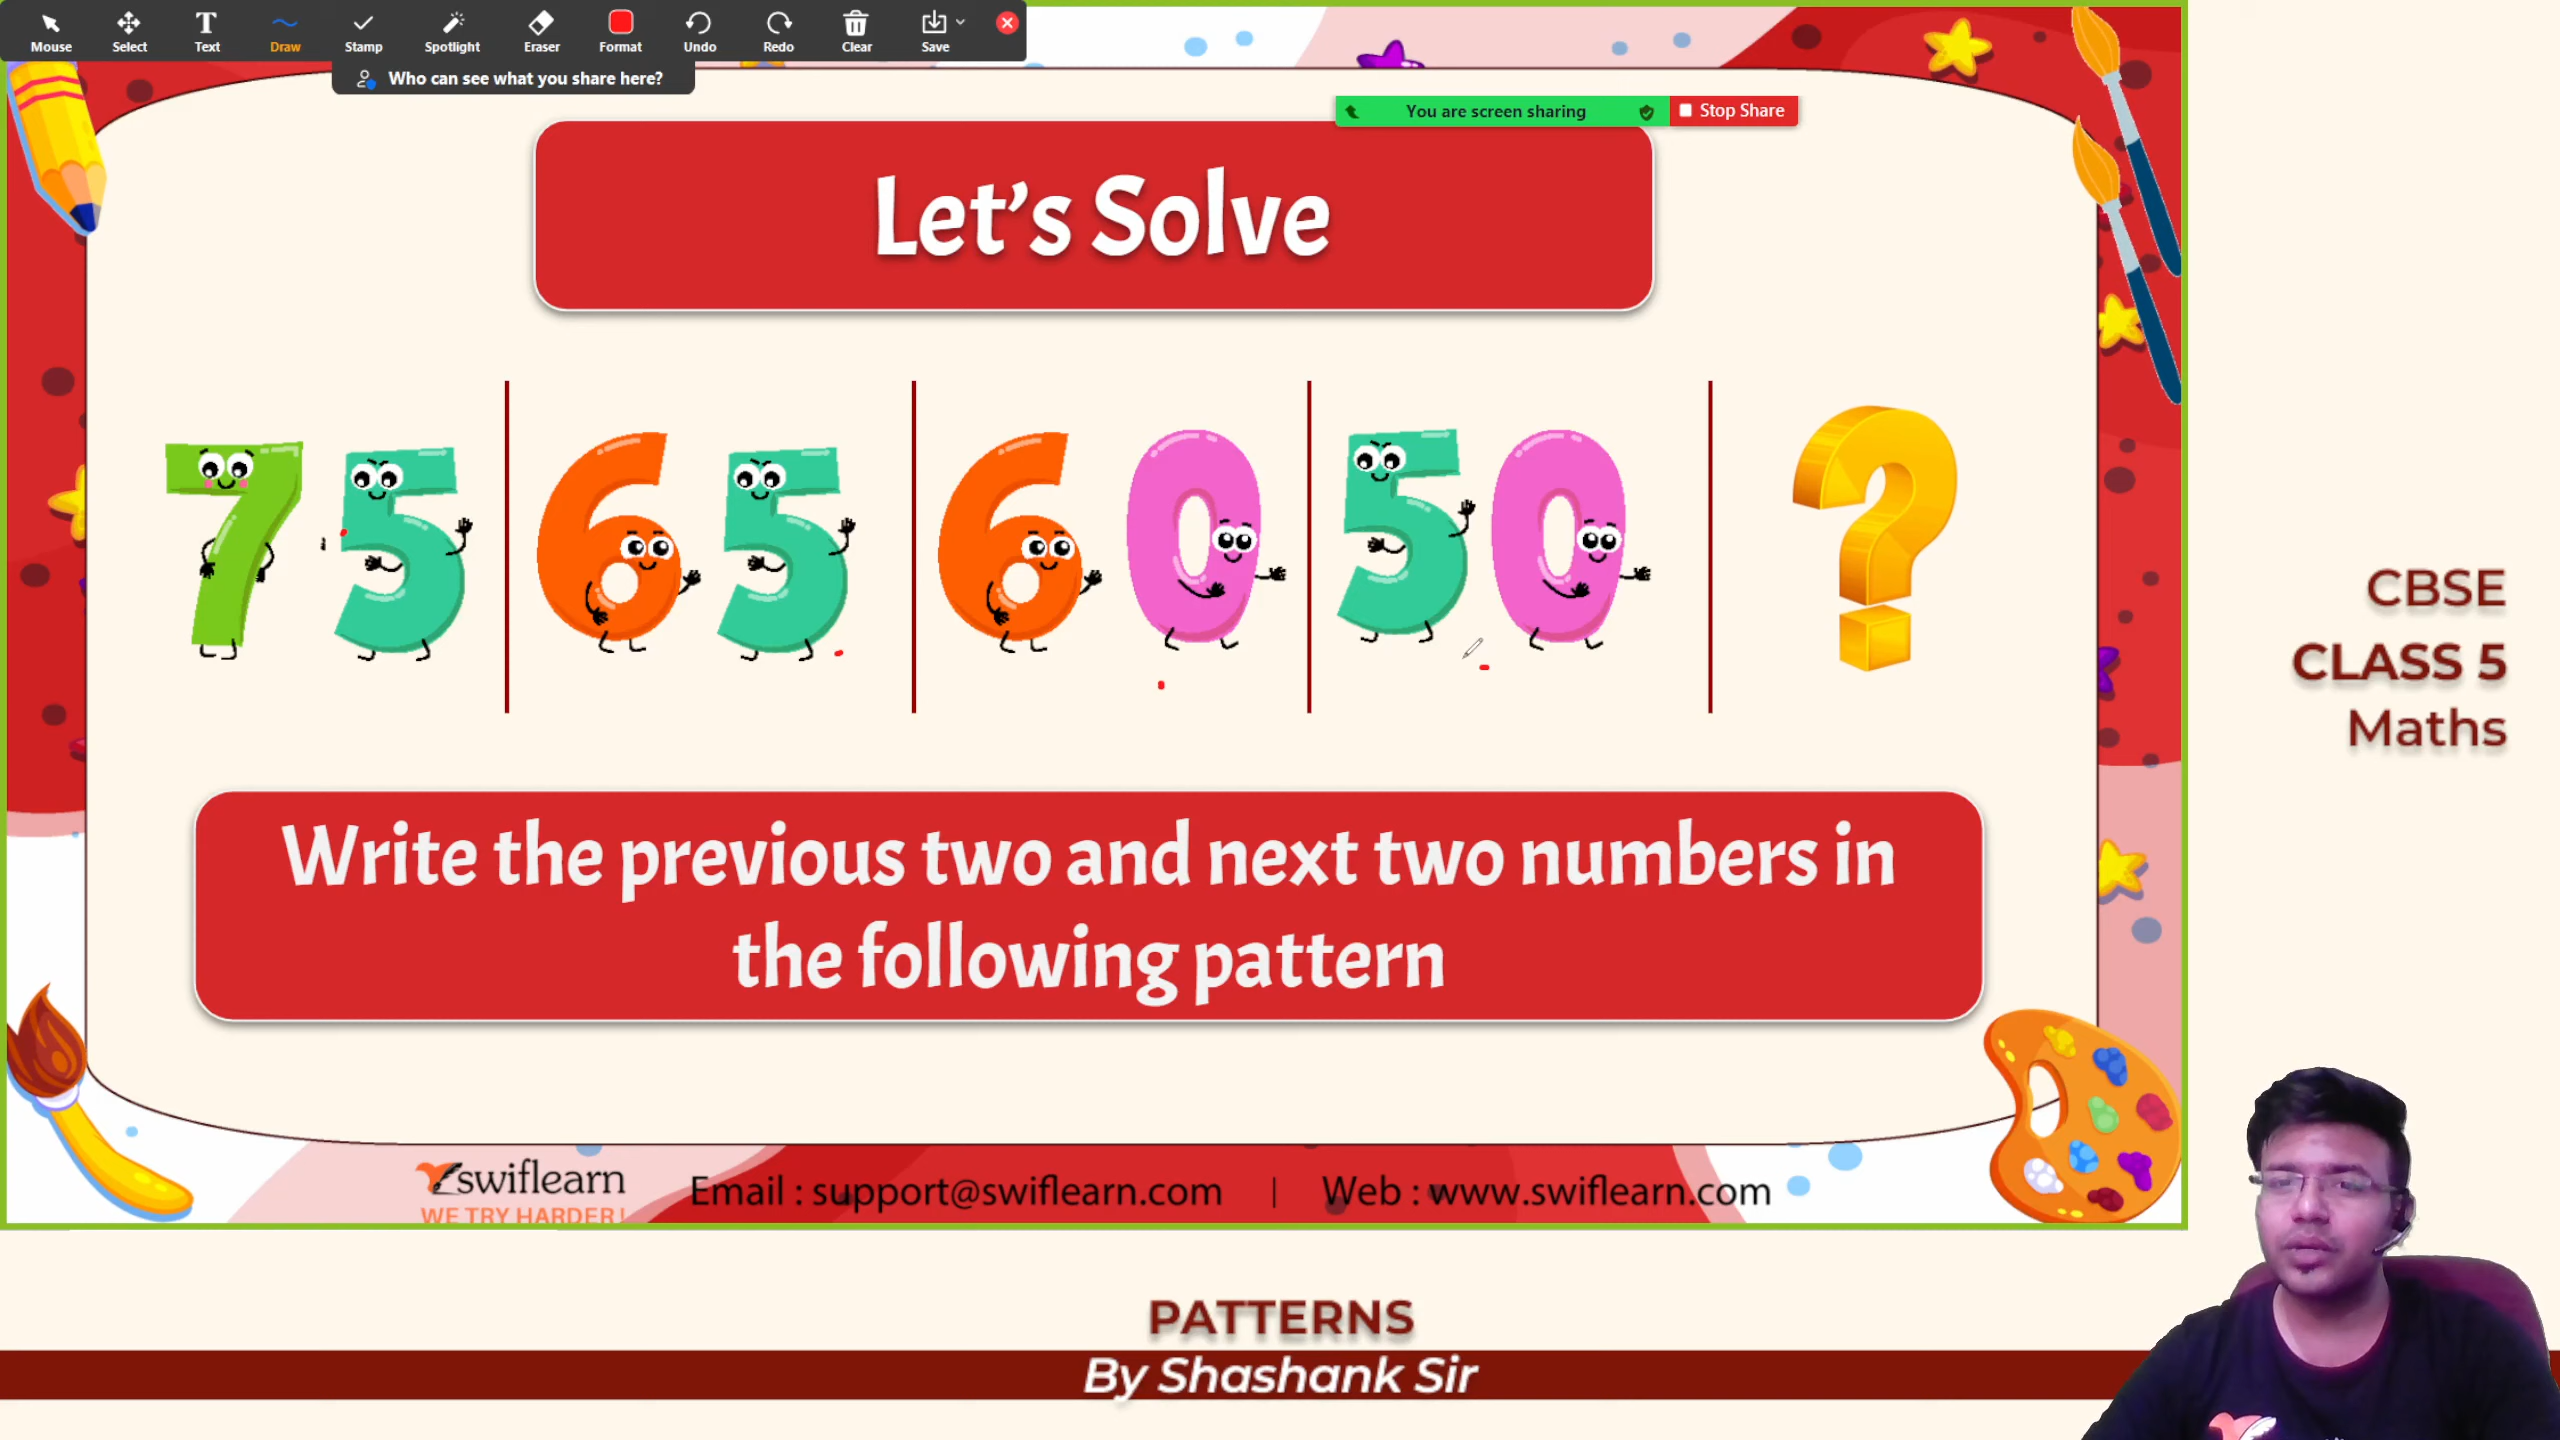 Mouse Select Text Draw Stamp Spotlight Eraser Format Undo Redo Clear Save
Who can see what you share here?
You are screen sharing Stop Share
Let's Solve
75 65 60 50 ?
Write the previous two and next two numbers in
the following pattern
CBSE
CLASS 5
Maths
swiflearn
WE TRY HARDER!
Email : support@swiflearn.com | Web : www.swiflearn.com
PATTERNS
By Shashank Sir